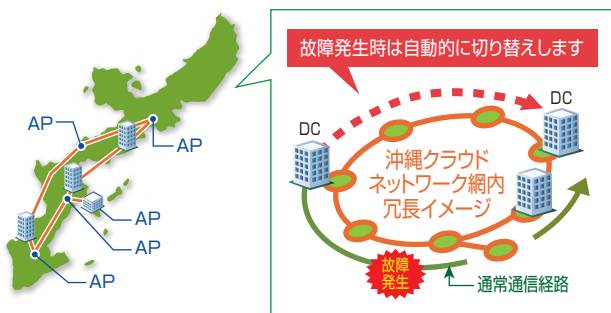 故障発生時は自動的に切り替えします
AP
AP
AP
AP
AP
DC
DC
沖縄クラウド
ネットワーク網内
冗長イメージ
故障
発生
通常通信経路